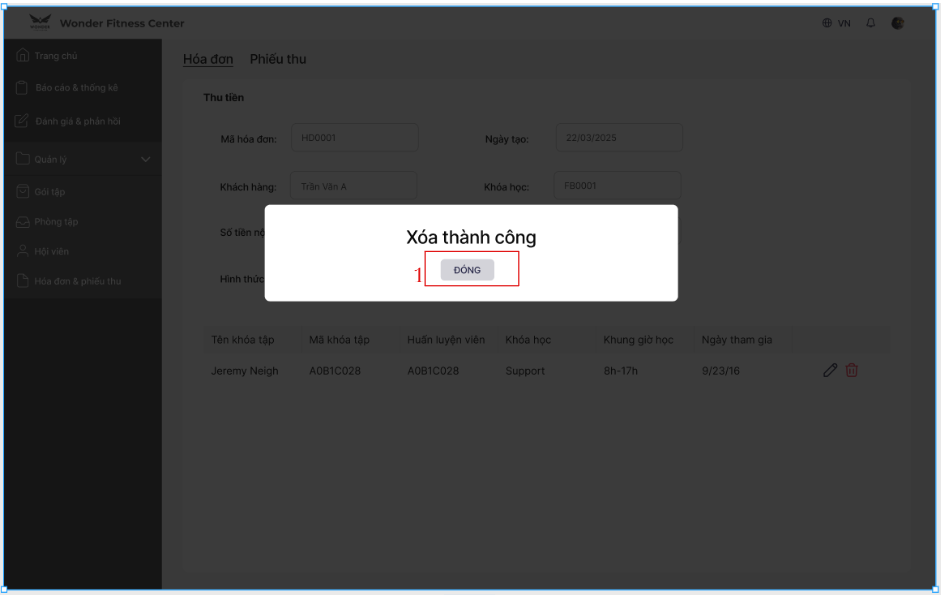 Wonder Fitness Center
VN
Trang chủ
Báo cáo & thống kê
Đánh giá & phản hồi
Quản lý
Gói tập
Phòng tập
Hội viên
Hóa đơn & phiếu thu
Hóa đơn Phiếu thu
Thu tiền
Mã hóa đơn: HD0001 Ngày tạo: 22/03/2025
Khách hàng: Trần Văn A Khóa học: FB0001
Số tiền nộ
Hình thức
Xóa thành công
1 ĐÓNG
Tên khóa tập Mã khóa tập Huấn luyện viên Khóa học Khung giờ học Ngày tham gia
Jeremy Neigh A0B1C028 A0B1C028 Support 8h-17h 9/23/16